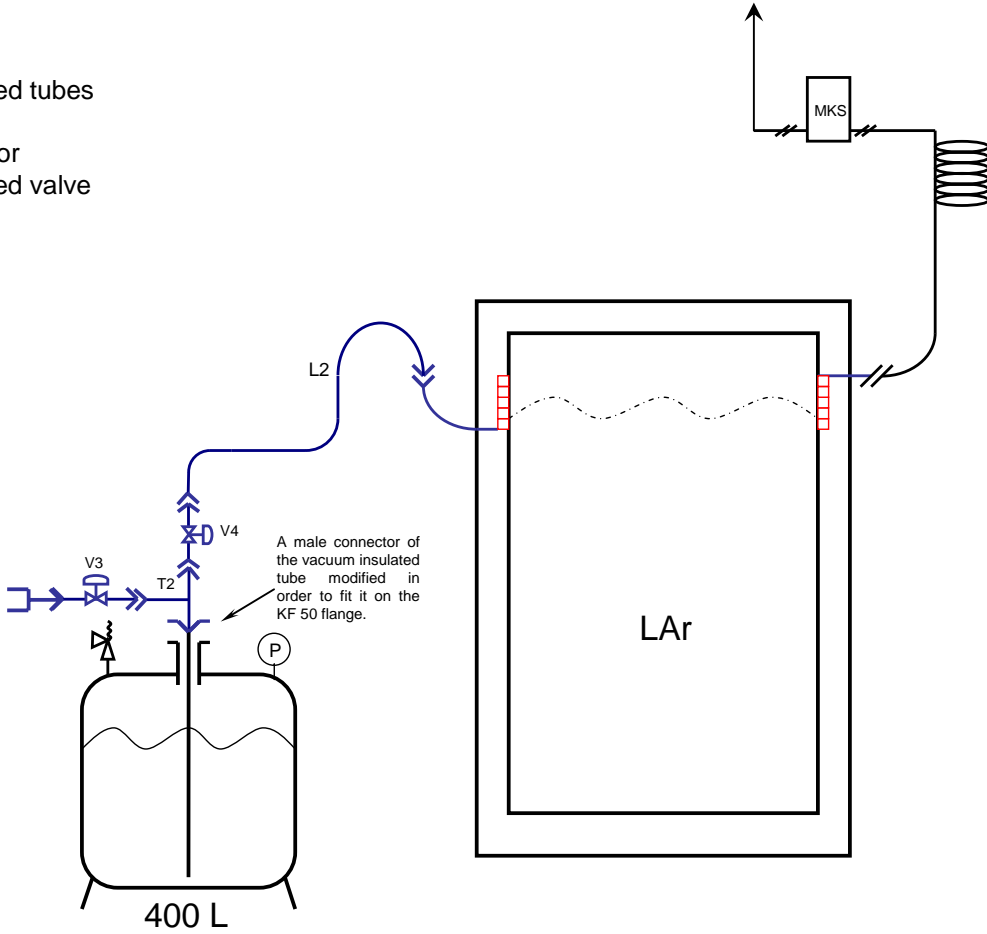 ed tubes
or
ed valve
MKS
L2
V4
V3
T2
A male connector of
the vacuum insulated
tube modified in
order to fit it on the
KF 50 flange.
P
LAr
400 L